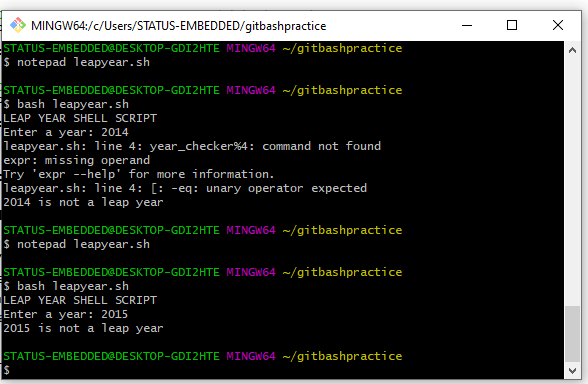 MINGW64:/c/Users/STATUS-EMBEDDED/gitbashpractice
STATUS-EMBEDDED@DESKTOP-GDI2HTE MINGW64 ~/gitbashpractice
$ notepad leapyear.sh
STATUS-EMBEDDED@DESKTOP-GDI2HTE MINGW64 ~/gitbashpractice
$ bash leapyear.sh
LEAP YEAR SHELL SCRIPT
Enter a year: 2014
leapyear.sh: line 4: year_checker%4: command not found
expr: missing operand
Try 'expr --help' for more information.
leapyear.sh: line 4: [: -eq: unary operator expected
2014 is not a leap year
STATUS-EMBEDDED@DESKTOP-GDI2HTE MINGW64 ~/gitbashpractice
$ notepad leapyear.sh
STATUS-EMBEDDED@DESKTOP-GDI2HTE MINGW64 ~/gitbashpractice
$ bash leapyear.sh
LEAP YEAR SHELL SCRIPT
Enter a year: 2015
2015 is not a leap year
STATUS-EMBEDDED@DESKTOP-GDI2HTE MINGW64 ~/gitbashpractice
$